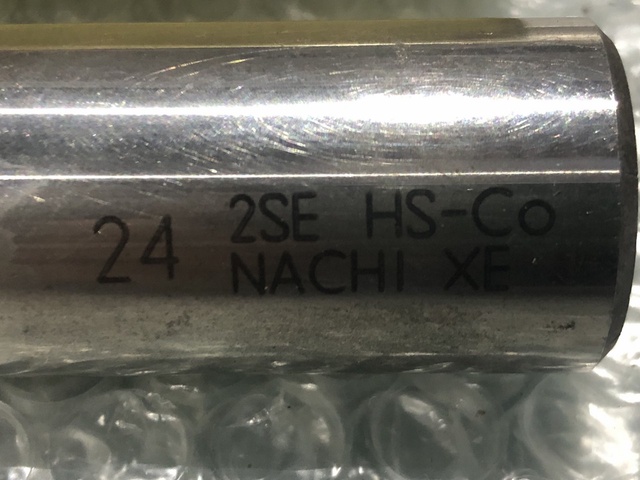 24
2SE HS-Co
NACHI XE